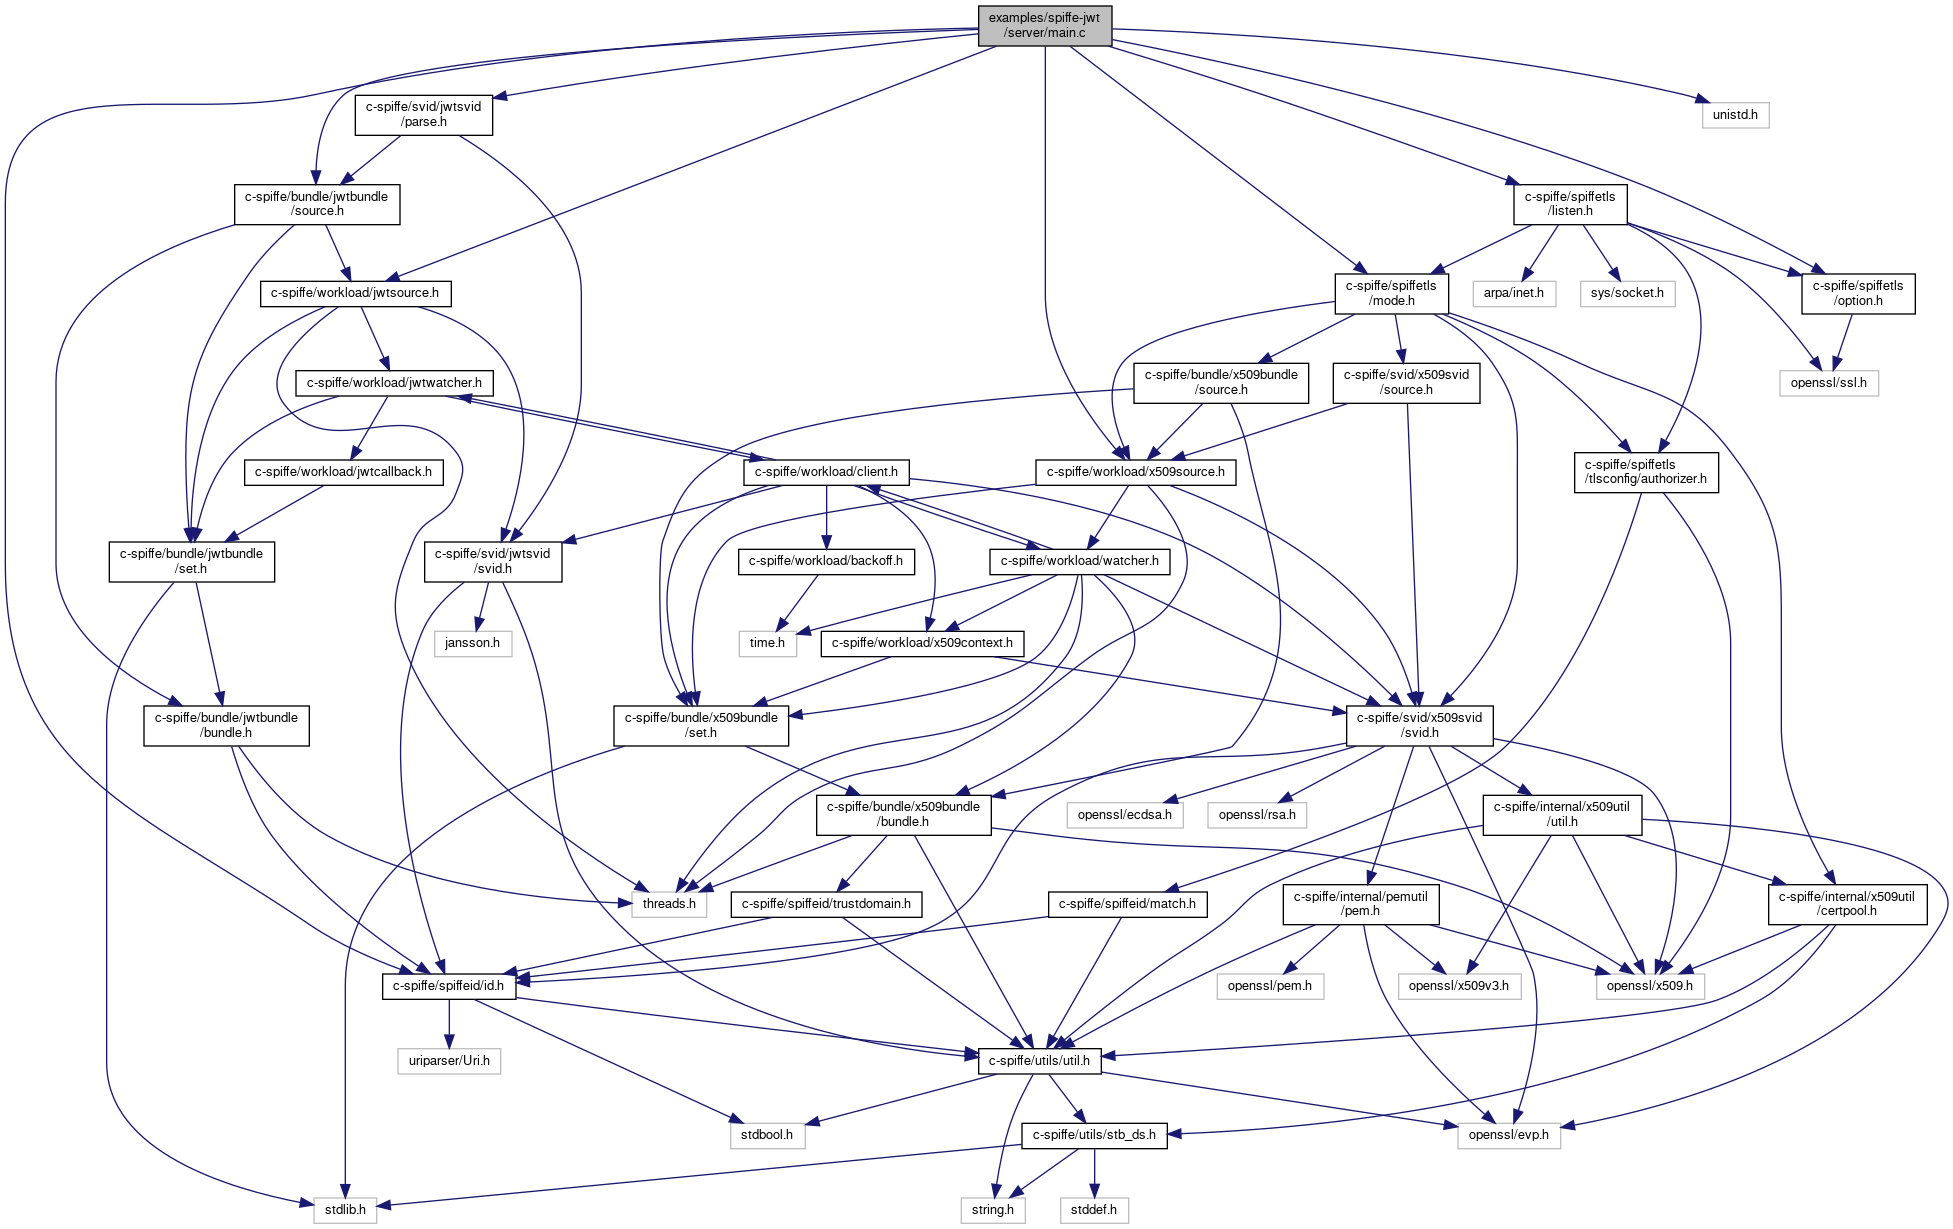 examples/spiffe-jwt
/server/main.c
c-spiffe/svid/jwtsvid
/parse.h
unistd.h
c-spiffe/bundle/jwtbundle
/source.h
c-spiffe/spiffetls
/listen.h
c-spiffe/workload/jwtsource.h
c-spiffe/spiffetls
/mode.h
arpa/inet.h
sys/socket.h
c-spiffe/spiffetls
/option.h
c-spiffe/workload/jwtwatcher.h
c-spiffe/bundle/x509bundle
/source.h
c-spiffe/svid/x509svid
/source.h
openssl/ssl.h
c-spiffe/workload/jwtcallback.h
c-spiffe/workload/client.h
c-spiffe/workload/x509source.h
c-spiffe/spiffetls
/tlsconfig/authorizer.h
c-spiffe/bundle/jwtbundle
/set.h
c-spiffe/svid/jwtsvid
/svid.h
c-spiffe/workload/backoff.h
c-spiffe/workload/watcher.h
jansson.h
time.h
c-spiffe/workload/x509context.h
c-spiffe/bundle/jwtbundle
/bundle.h
c-spiffe/bundle/x509bundle
/set.h
c-spiffe/svid/x509svid
/svid.h
c-spiffe/bundle/x509bundle
/bundle.h
openssl/ecdsa.h
openssl/rsa.h
c-spiffe/internal/x509util
/util.h
threads.h
c-spiffe/spiffeid/trustdomain.h
c-spiffe/spiffeid/match.h
c-spiffe/internal/pemutil
/pem.h
c-spiffe/internal/x509util
/certpool.h
c-spiffe/spiffeid/id.h
openssl/pem.h
openssl/x509v3.h
openssl/x509.h
uriparser/Uri.h
c-spiffe/utils/util.h
stdbool.h
c-spiffe/utils/stb_ds.h
openssl/evp.h
stdlib.h
string.h
stddef.h